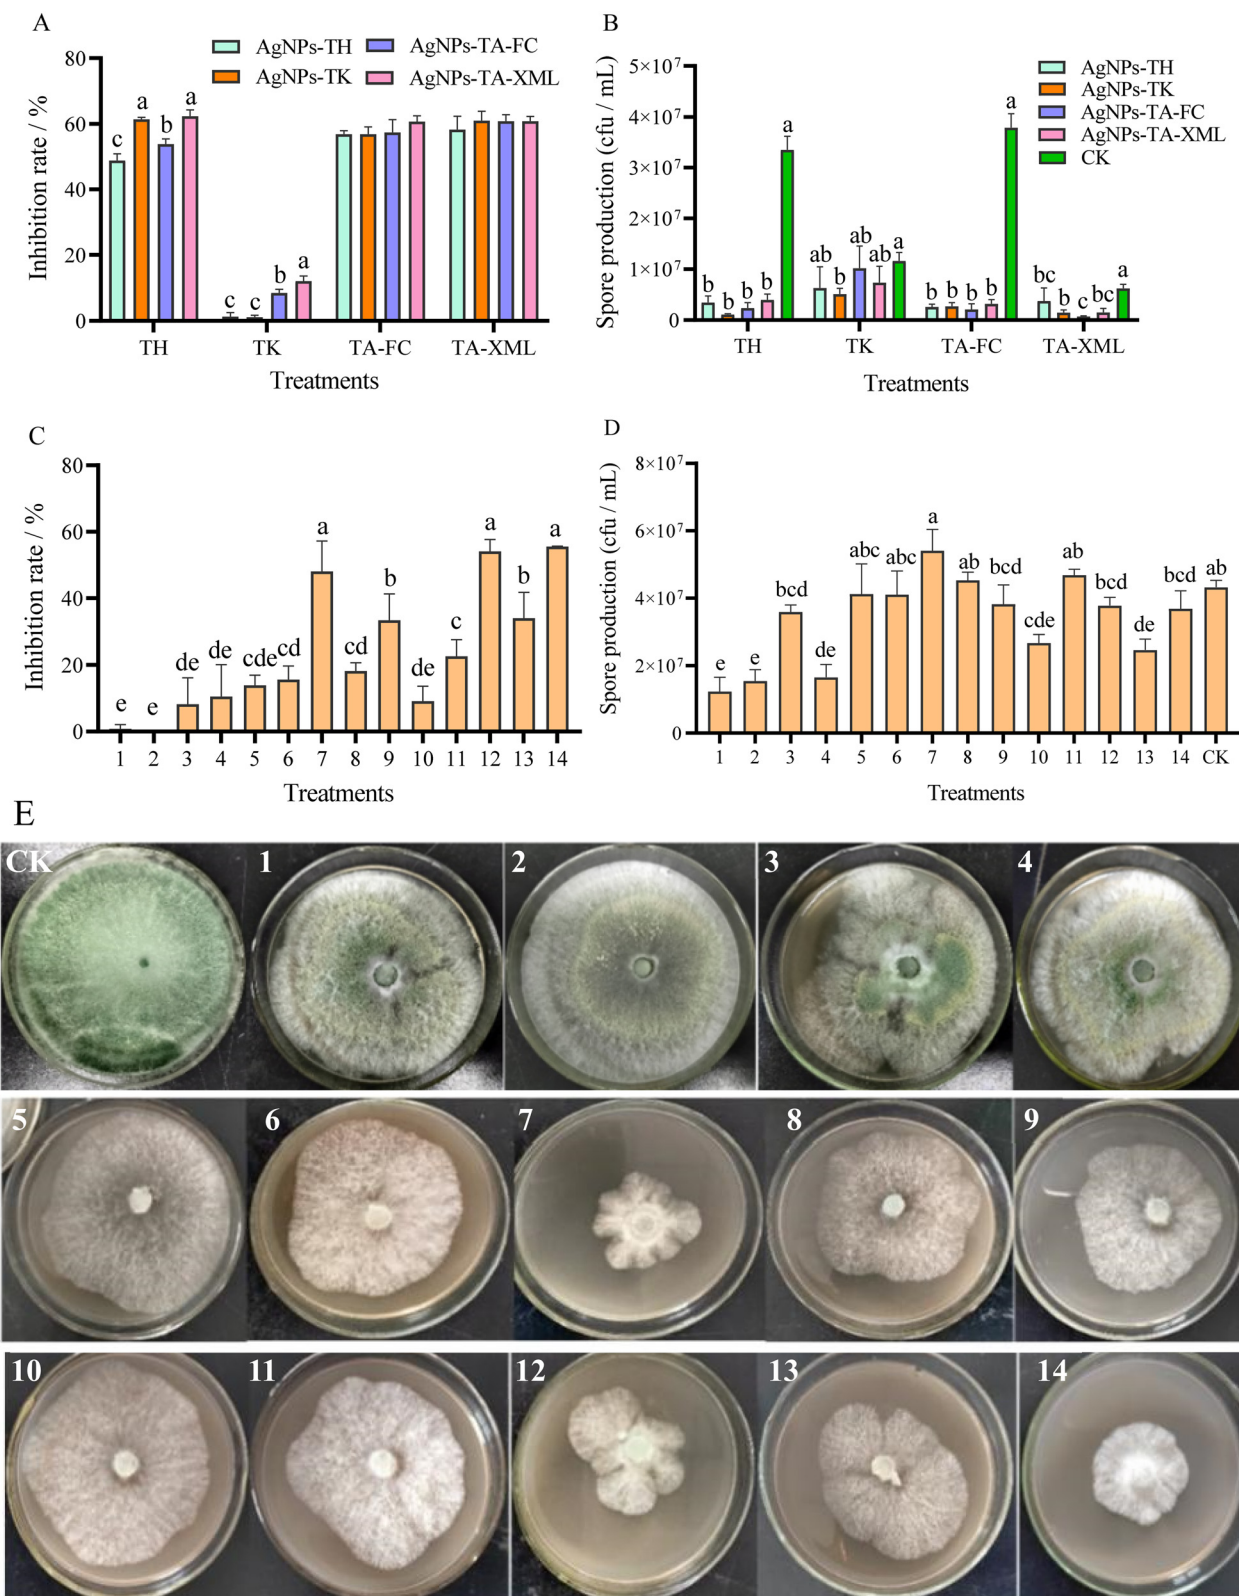 A
AgNPs-TH AgNPs-TA-FC
AgNPs-TK AgNPs-TA-XML
Inhibition rate / %
80
60
40
20
0
c a b a
c c b a
TH TK TA-FC TA-XML
Treatments
B
AgNPs-TH
AgNPs-TK
AgNPs-TA-FC
AgNPs-TA-XML
CK
Spore production (cfu / mL)
5×10⁷
4×10⁷
3×10⁷
2×10⁷
1×10⁷
0
b b b b a
ab b ab ab a
b b b b a
bc b c bc a
TH TK TA-FC TA-XML
Treatments
C
Inhibition rate / %
80
60
40
20
0
e e de de cde cd a cd b de c a b a
1 2 3 4 5 6 7 8 9 10 11 12 13 14
Treatments
D
Spore production (cfu / mL)
8×10⁷
6×10⁷
4×10⁷
2×10⁷
0
e e bcd de abc abc a ab bcd cde ab bcd de bcd ab
1 2 3 4 5 6 7 8 9 10 11 12 13 14 CK
Treatments
E
CK 1 2 3 4
5 6 7 8 9
10 11 12 13 14